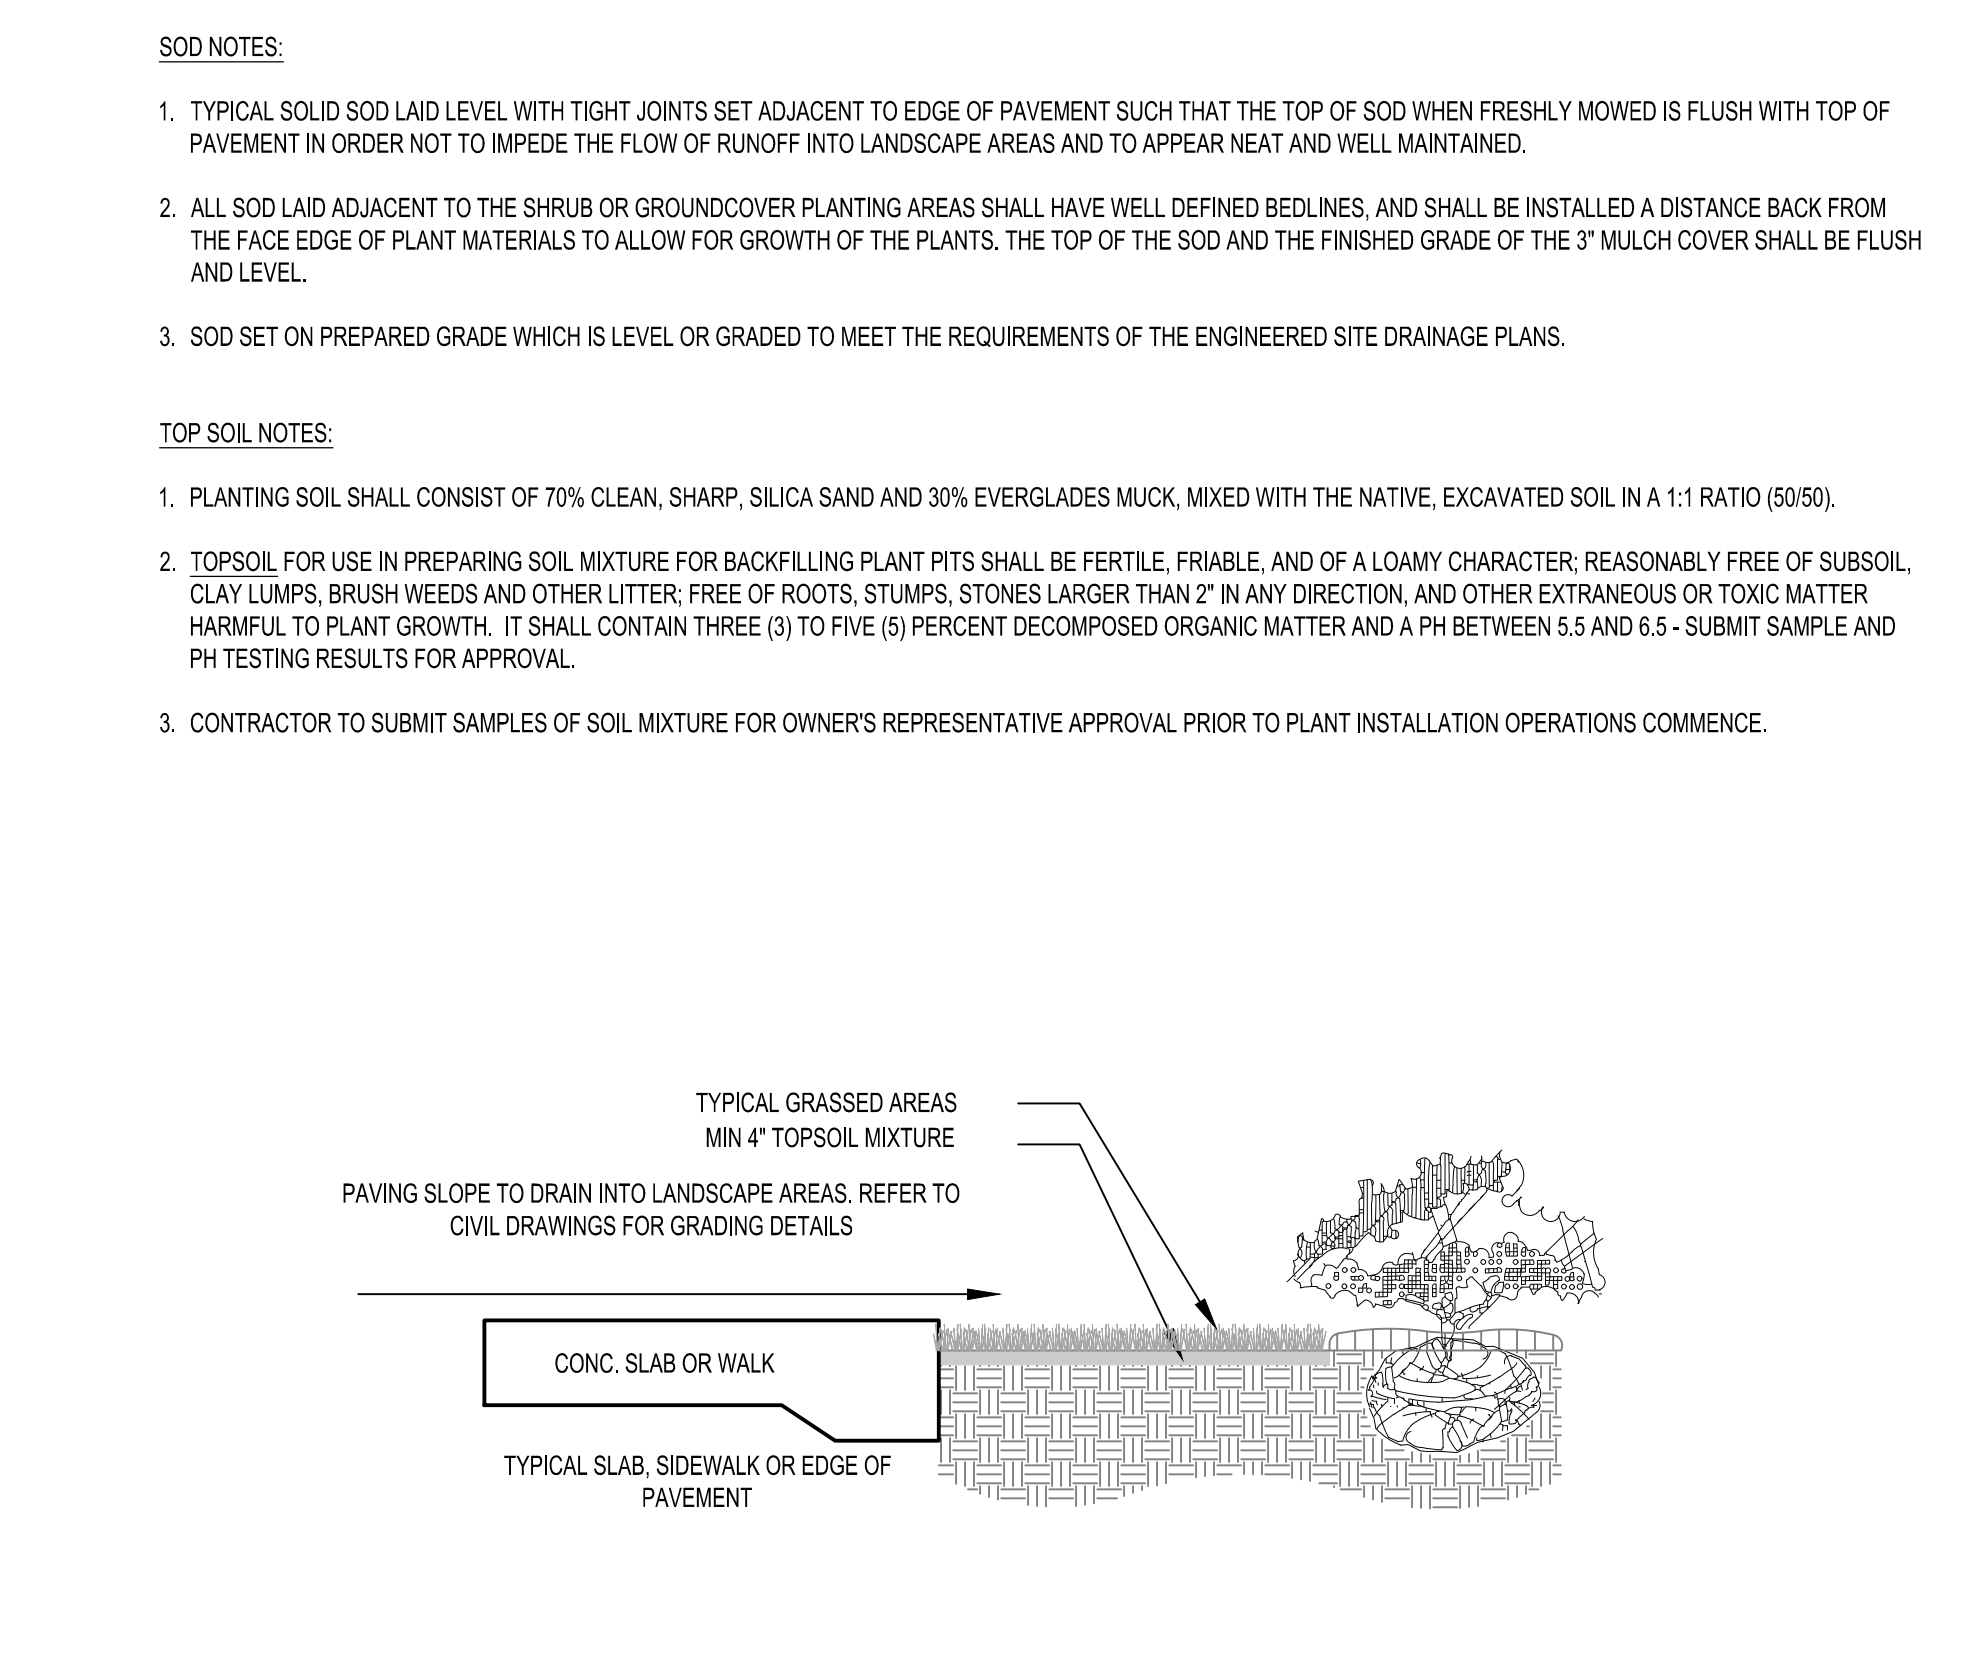 SOD NOTES:
1. TYPICAL SOLID SOD LAID LEVEL WITH TIGHT JOINTS SET ADJACENT TO EDGE OF PAVEMENT SUCH THAT THE TOP OF SOD WHEN FRESHLY MOWED IS FLUSH WITH TOP OF
PAVEMENT IN ORDER NOT TO IMPEDE THE FLOW OF RUNOFF INTO LANDSCAPE AREAS AND TO APPEAR NEAT AND WELL MAINTAINED.
2. ALL SOD LAID ADJACENT TO THE SHRUB OR GROUNDCOVER PLANTING AREAS SHALL HAVE WELL DEFINED BEDLINES, AND SHALL BE INSTALLED A DISTANCE BACK FROM
THE FACE EDGE OF PLANT MATERIALS TO ALLOW FOR GROWTH OF THE PLANTS. THE TOP OF THE SOD AND THE FINISHED GRADE OF THE 3" MULCH COVER SHALL BE FLUSH
AND LEVEL.
3. SOD SET ON PREPARED GRADE WHICH IS LEVEL OR GRADED TO MEET THE REQUIREMENTS OF THE ENGINEERED SITE DRAINAGE PLANS.
TOP SOIL NOTES:
1. PLANTING SOIL SHALL CONSIST OF 70% CLEAN, SHARP, SILICA SAND AND 30% EVERGLADES MUCK, MIXED WITH THE NATIVE, EXCAVATED SOIL IN A 1:1 RATIO (50/50).
2. TOPSOIL FOR USE IN PREPARING SOIL MIXTURE FOR BACKFILLING PLANT PITS SHALL BE FERTILE, FRIABLE, AND OF A LOAMY CHARACTER; REASONABLY FREE OF SUBSOIL,
CLAY LUMPS, BRUSH WEEDS AND OTHER LITTER; FREE OF ROOTS, STUMPS, STONES LARGER THAN 2" IN ANY DIRECTION, AND OTHER EXTRANEOUS OR TOXIC MATTER
HARMFUL TO PLANT GROWTH. IT SHALL CONTAIN THREE (3) TO FIVE (5) PERCENT DECOMPOSED ORGANIC MATTER AND A PH BETWEEN 5.5 AND 6.5 - SUBMIT SAMPLE AND
PH TESTING RESULTS FOR APPROVAL.
3. CONTRACTOR TO SUBMIT SAMPLES OF SOIL MIXTURE FOR OWNER'S REPRESENTATIVE APPROVAL PRIOR TO PLANT INSTALLATION OPERATIONS COMMENCE.
TYPICAL GRASSED AREAS
MIN 4" TOPSOIL MIXTURE
PAVING SLOPE TO DRAIN INTO LANDSCAPE AREAS. REFER TO
CIVIL DRAWINGS FOR GRADING DETAILS
CONC. SLAB OR WALK
TYPICAL SLAB, SIDEWALK OR EDGE OF
PAVEMENT